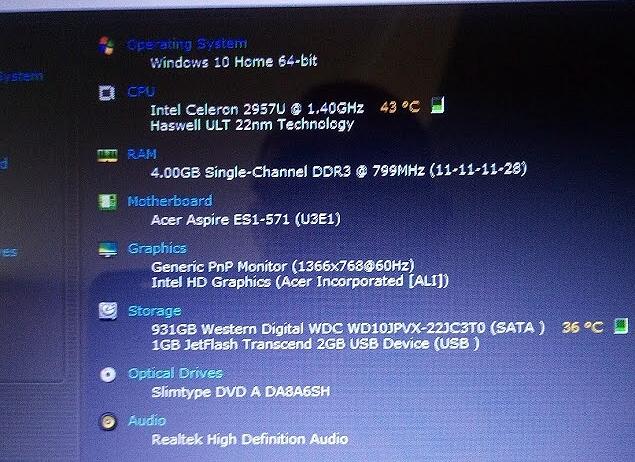 Operating System
Windows 10 Home 64-bit
System
CPU
Intel Celeron 2957U @ 1.40GHz 43 °C
Haswell ULT 22nm Technology
RAM
4.00GB Single-Channel DDR3 @ 799MHz (11-11-11-28)
Motherboard
Acer Aspire ES1-571 (U3E1)
Graphics
Generic PnP Monitor (1366x768@60Hz)
Intel HD Graphics (Acer Incorporated [ALI])
Storage
931GB Western Digital WDC WD10JPVX-22JC3T0 (SATA ) 36 °C
1GB JetFlash Transcend 2GB USB Device (USB )
Optical Drives
Slimtype DVD A DA8A6SH
Audio
Realtek High Definition Audio